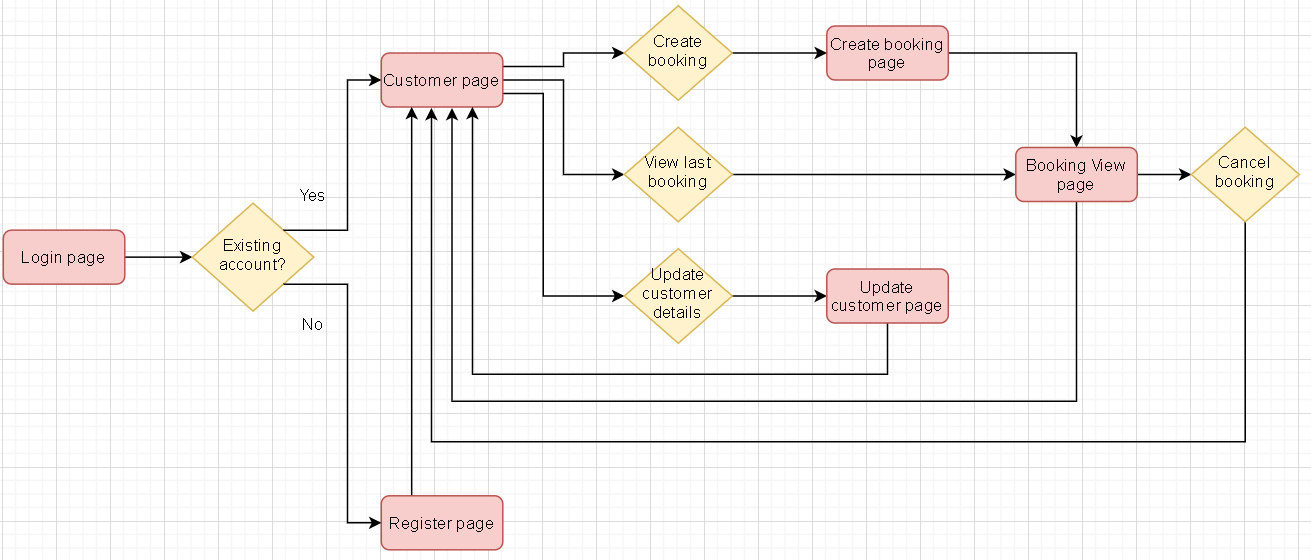 Create
booking
Create booking
page
Customer page
View last
booking
Booking View
page
Cancel
booking
Yes
Existing
account?
Login page
Update
customer
details
Update
customer page
No
Register page